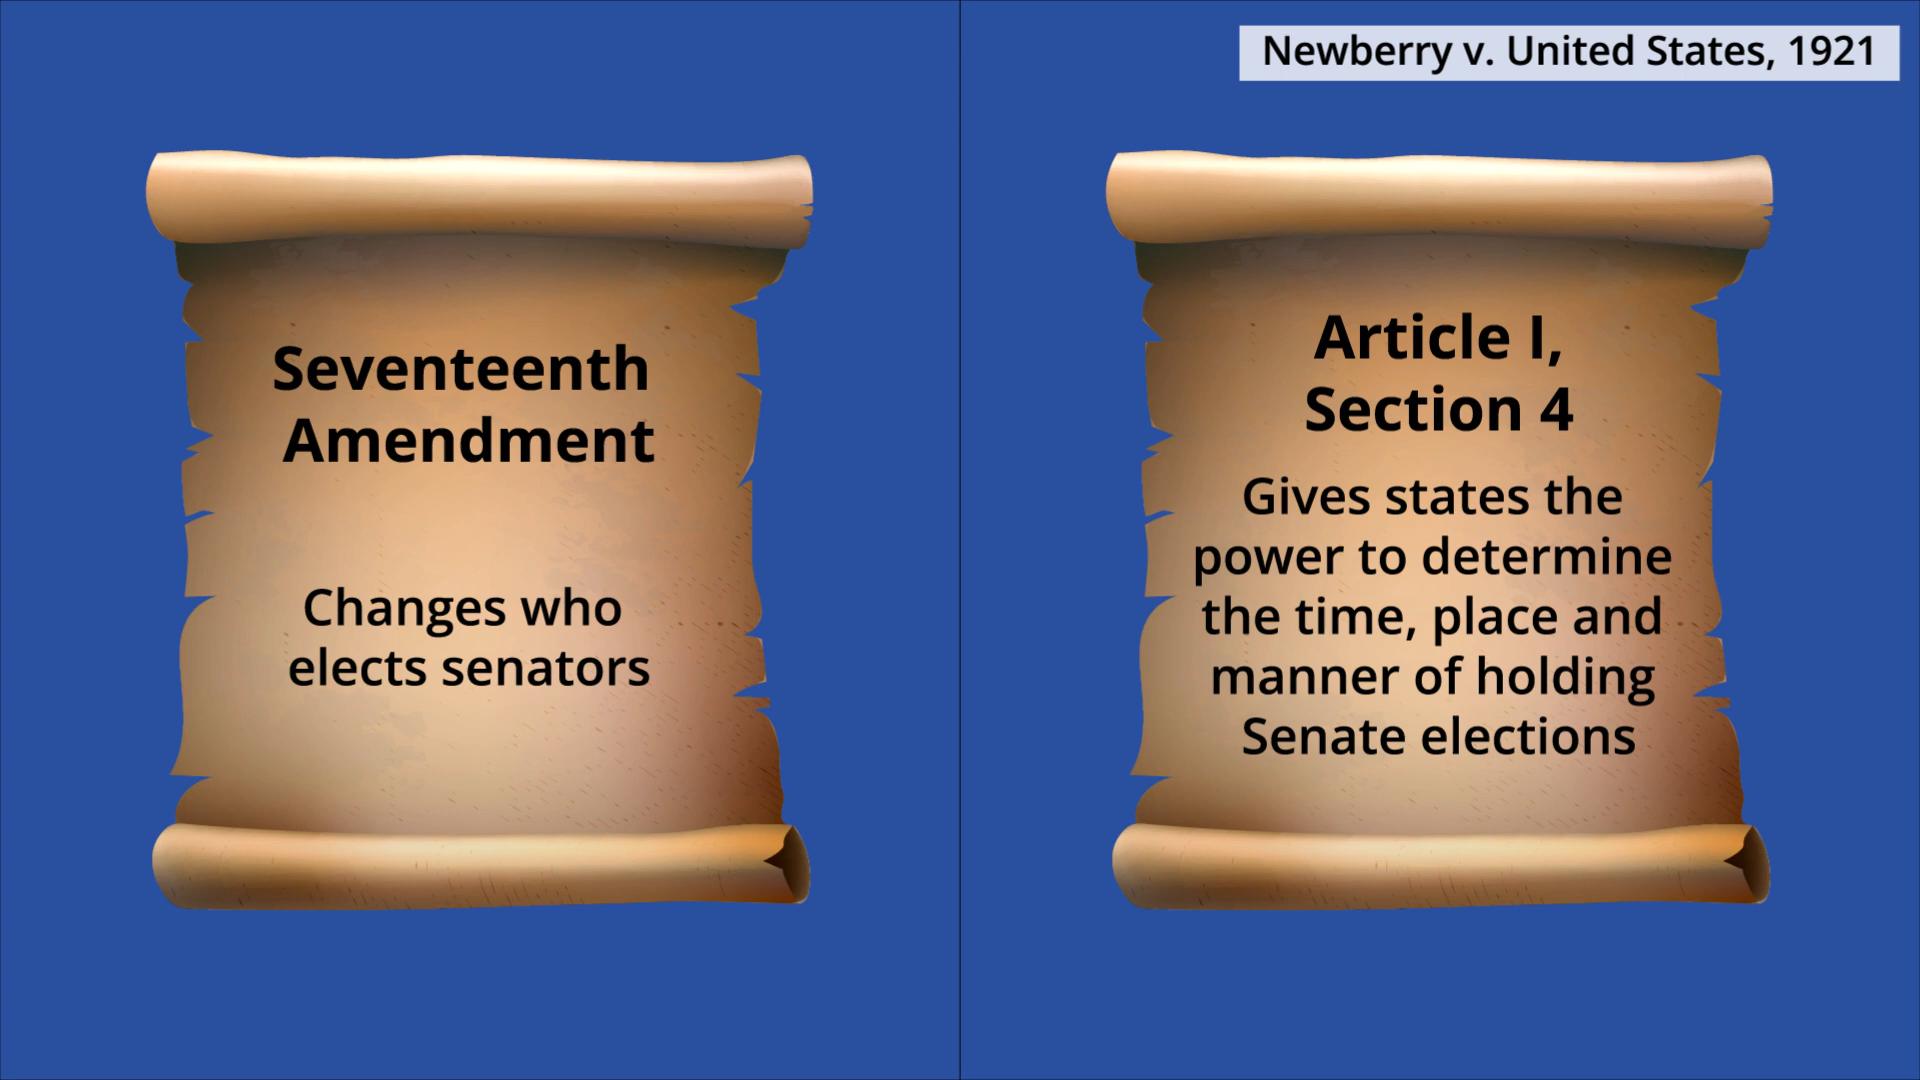 Newberry v. United States, 1921
Seventeenth
Amendment
Changes who
elects senators
Article I,
Section 4
Gives states the
power to determine
the time, place and
manner of holding
Senate elections